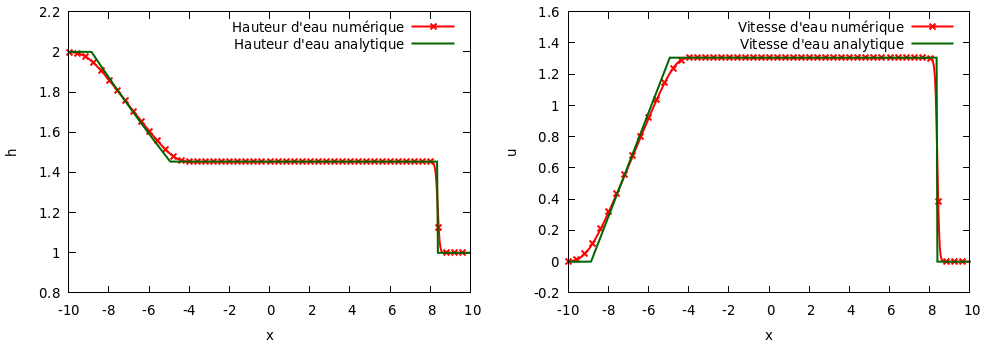 2.2
2
1.8
1.6
1.4
1.2
1
0.8
-10 -8 -6 -4 -2 0 2 4 6 8 10
h
x
Hauteur d'eau numérique
Hauteur d'eau analytique
1.6
1.4
1.2
1
0.8
0.6
0.4
0.2
0
-0.2
-10 -8 -6 -4 -2 0 2 4 6 8 10
u
x
Vitesse d'eau numérique
Vitesse d'eau analytique